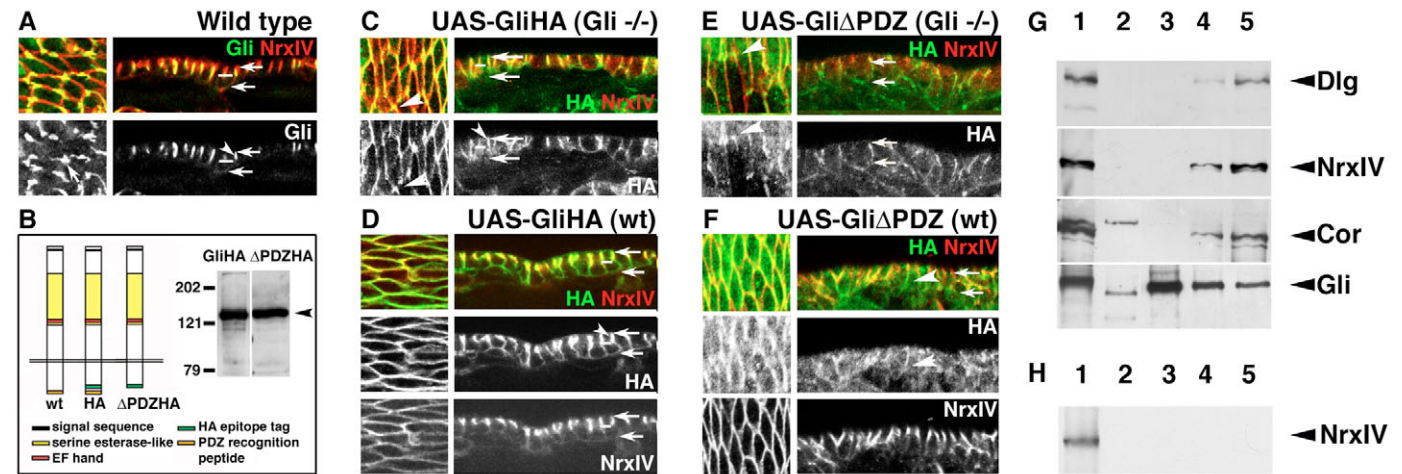 A Wild type
Gli NrxIV
Gli
B
GliHA ΔPDZHA
202
121
79
wt HA ΔPDZHA
signal sequence
serine esterase-like
EF hand
HA epitope tag
PDZ recognition
peptide
C UAS-GliHA (Gli -/-)
HA NrxIV
HA
D UAS-GliHA (wt)
HA NrxIV
HA
NrxIV
E UAS-GliΔPDZ (Gli -/-)
HA NrxIV
HA
F UAS-GliΔPDZ (wt)
HA NrxIV
HA
NrxIV
G 1 2 3 4 5
Dlg
NrxIV
Cor
Gli
H 1 2 3 4 5
NrxIV